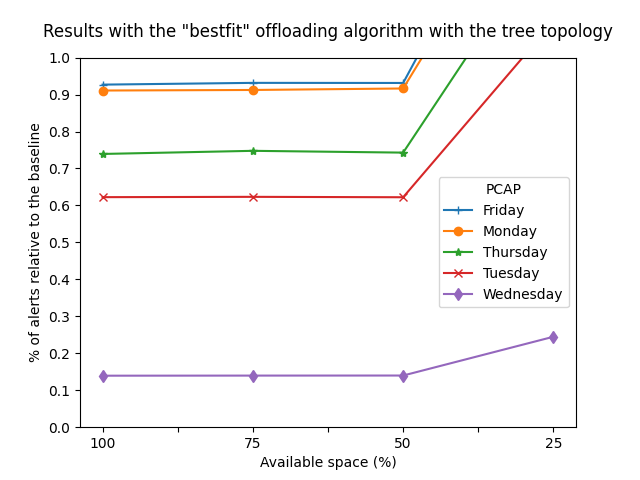 Results with the "bestfit" offloading algorithm with the tree topology
% of alerts relative to the baseline
1.0
0.9
0.8
0.7
0.6
0.5
0.4
0.3
0.2
0.1
0.0
PCAP
Friday
Monday
Thursday
Tuesday
Wednesday
100 75 50 25
Available space (%)